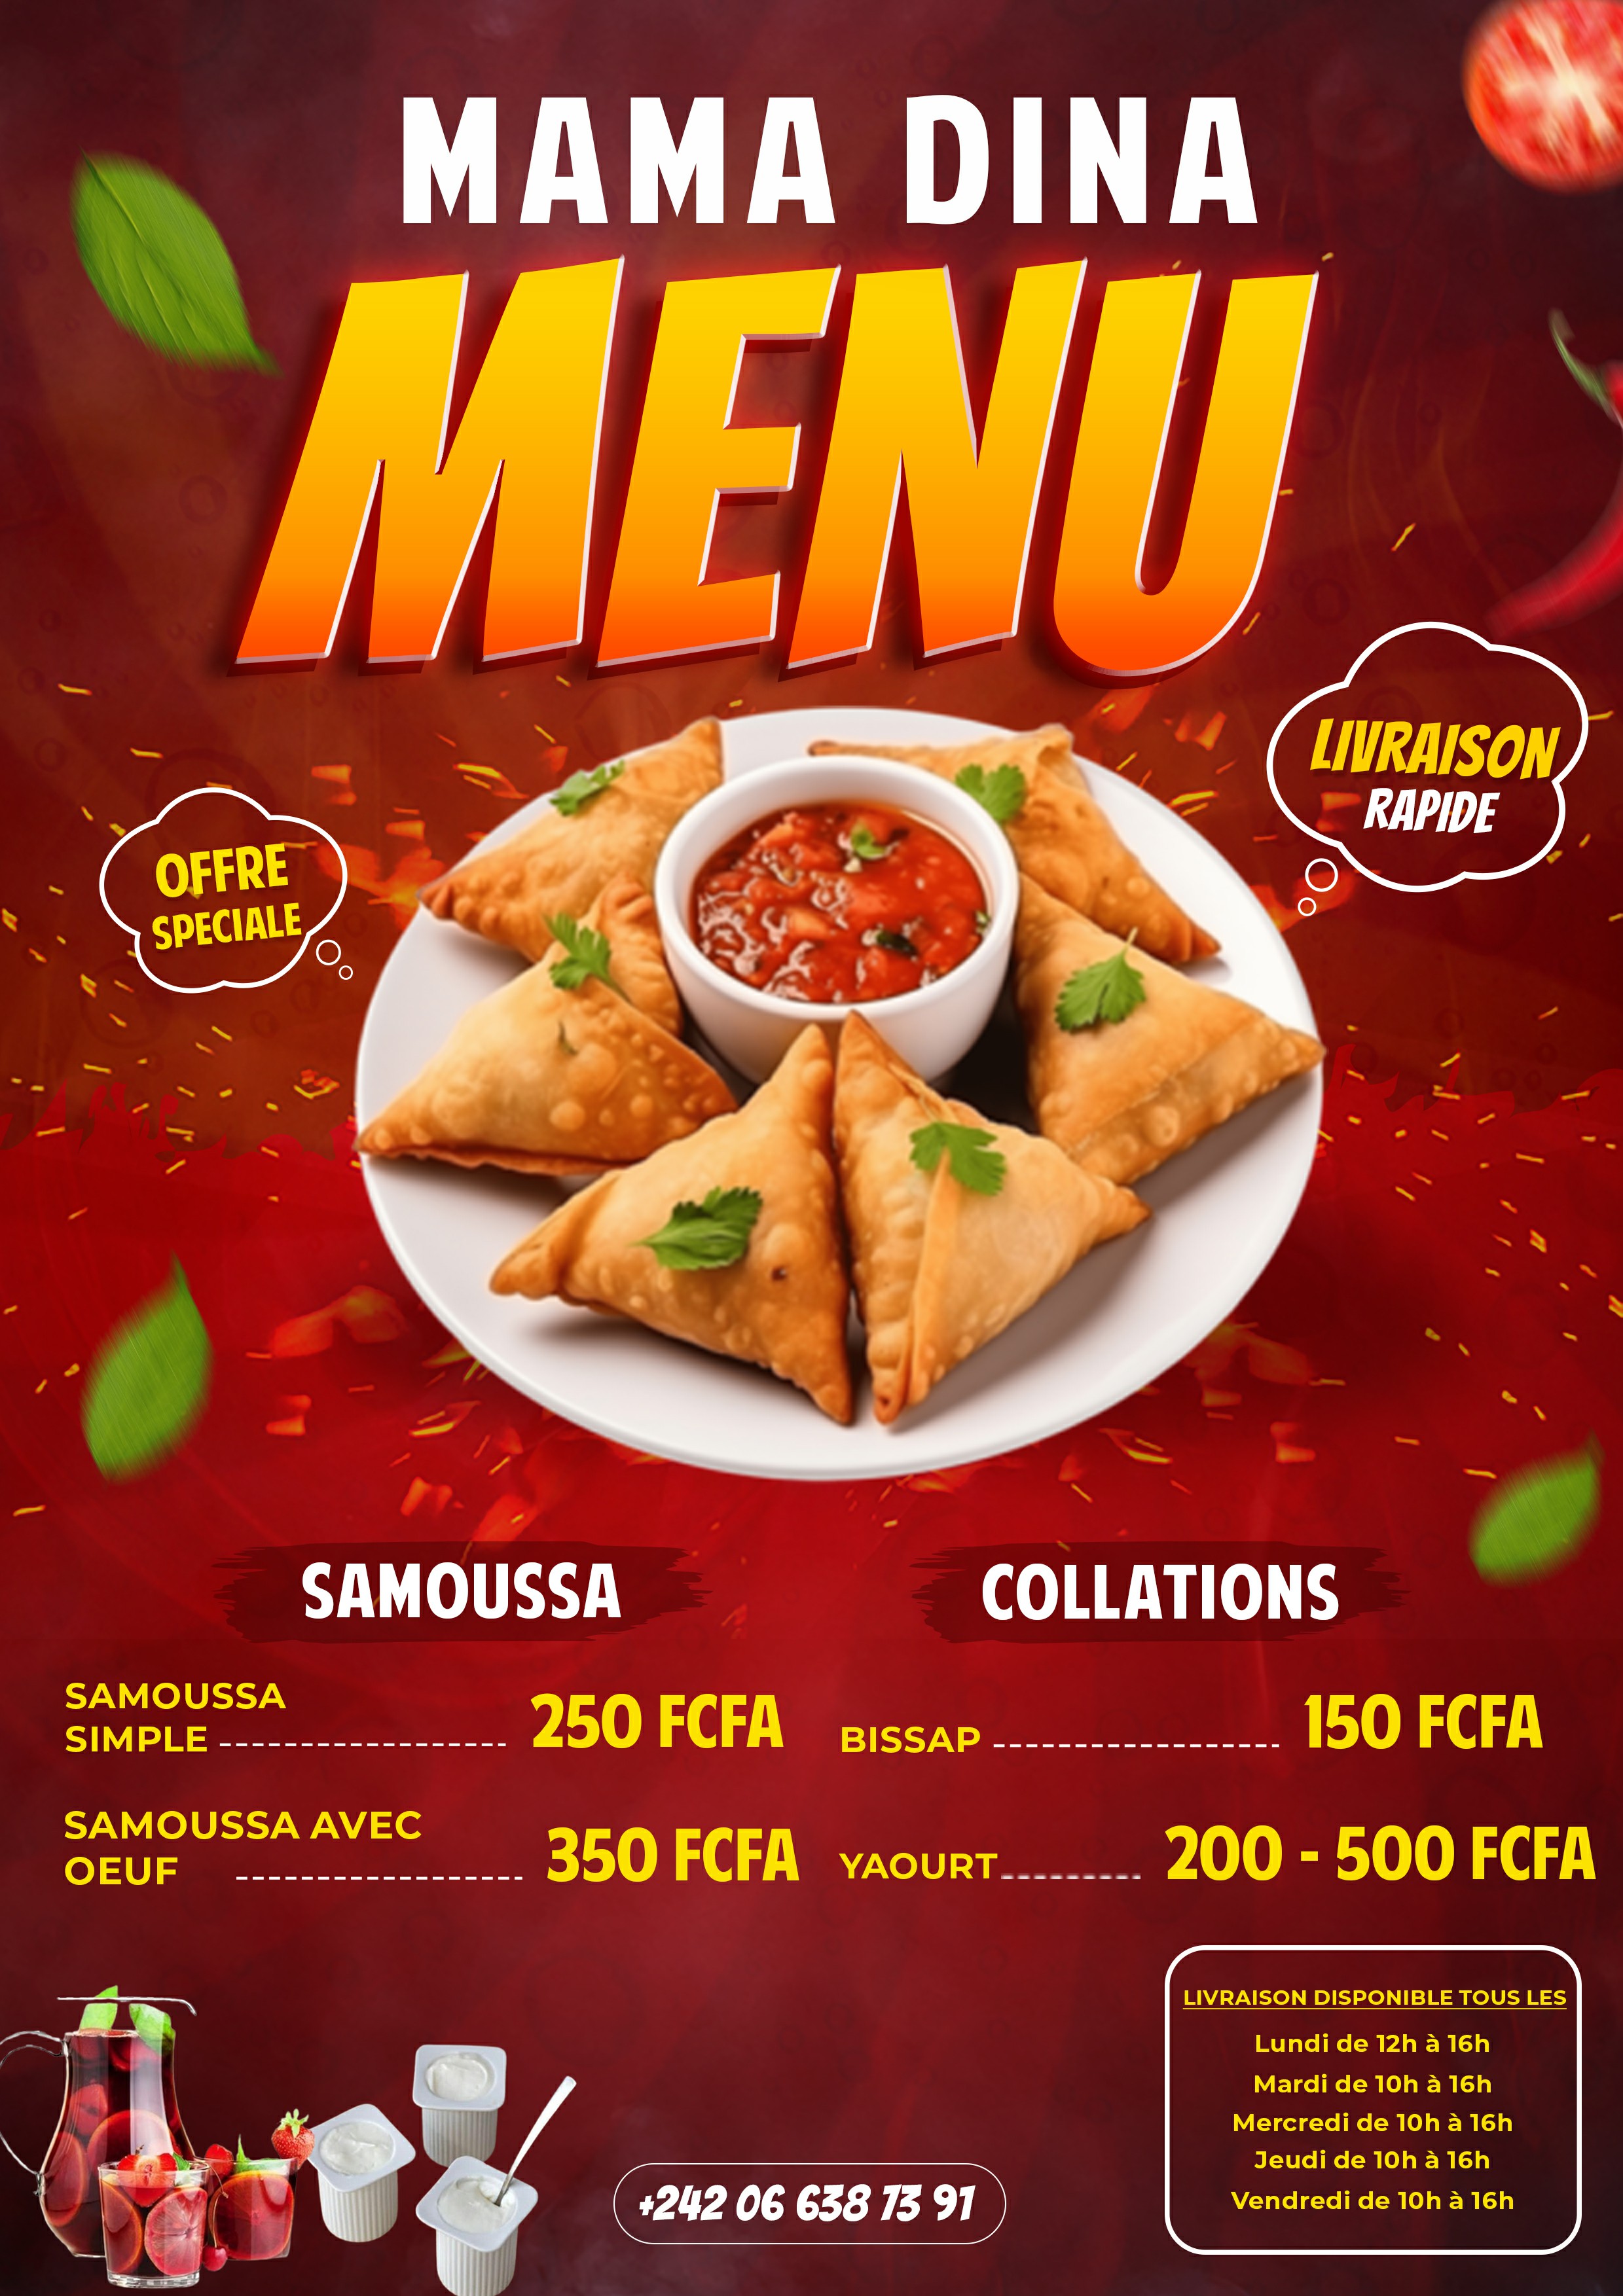 MAMA DINA
MENU
LIVRAISON
RAPIDE
OFFRE
SPECIALE
SAMOUSSA
SAMOUSSA
SIMPLE ------------------ 250 FCFA
SAMOUSSA AVEC
OEUF ------------------ 350 FCFA
COLLATIONS
BISSAP ------------------ 150 FCFA
YAOURT --------- 200 - 500 FCFA
LIVRAISON DISPONIBLE TOUS LES
Lundi de 12h à 16h
Mardi de 10h à 16h
Mercredi de 10h à 16h
Jeudi de 10h à 16h
Vendredi de 10h à 16h
+242 06 638 73 91